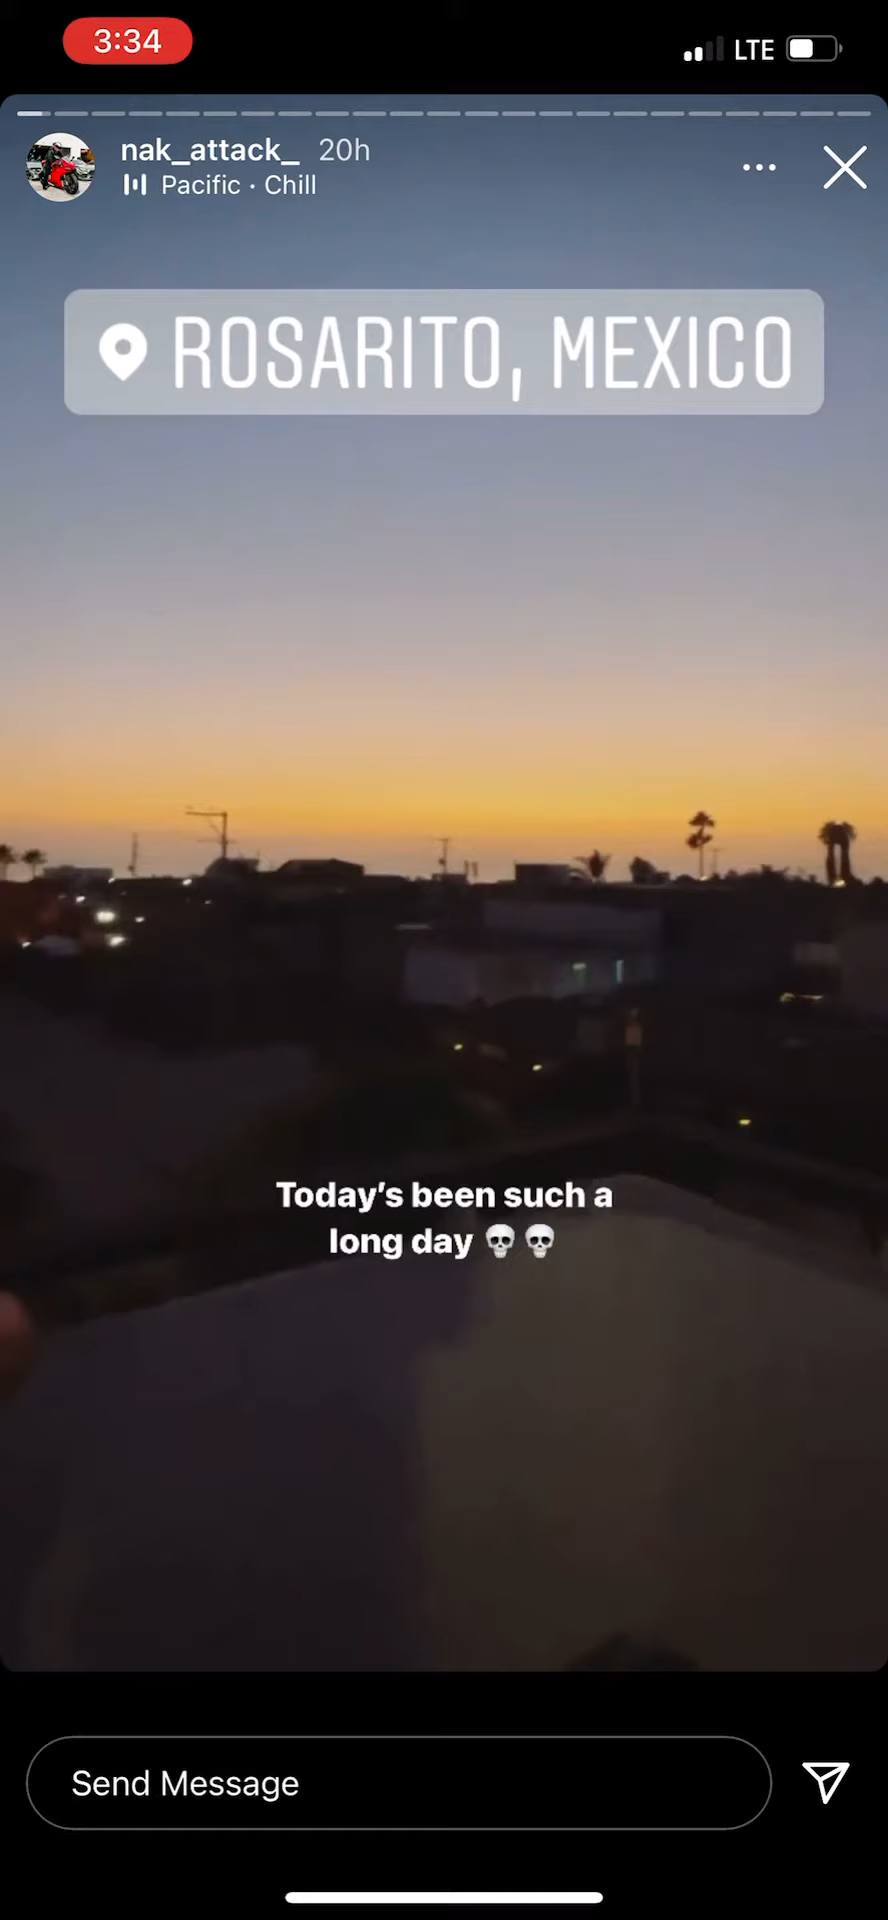 3:34
LTE
nak_attack_ 20h
Pacific · Chill
ROSARITO, MEXICO
Today's been such a
long day 💀💀
Send Message